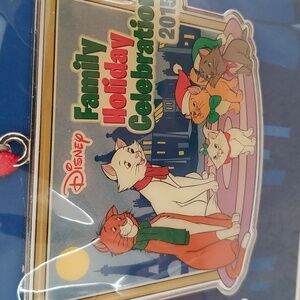 DISNEY
Family
Holiday
Celebration
2015